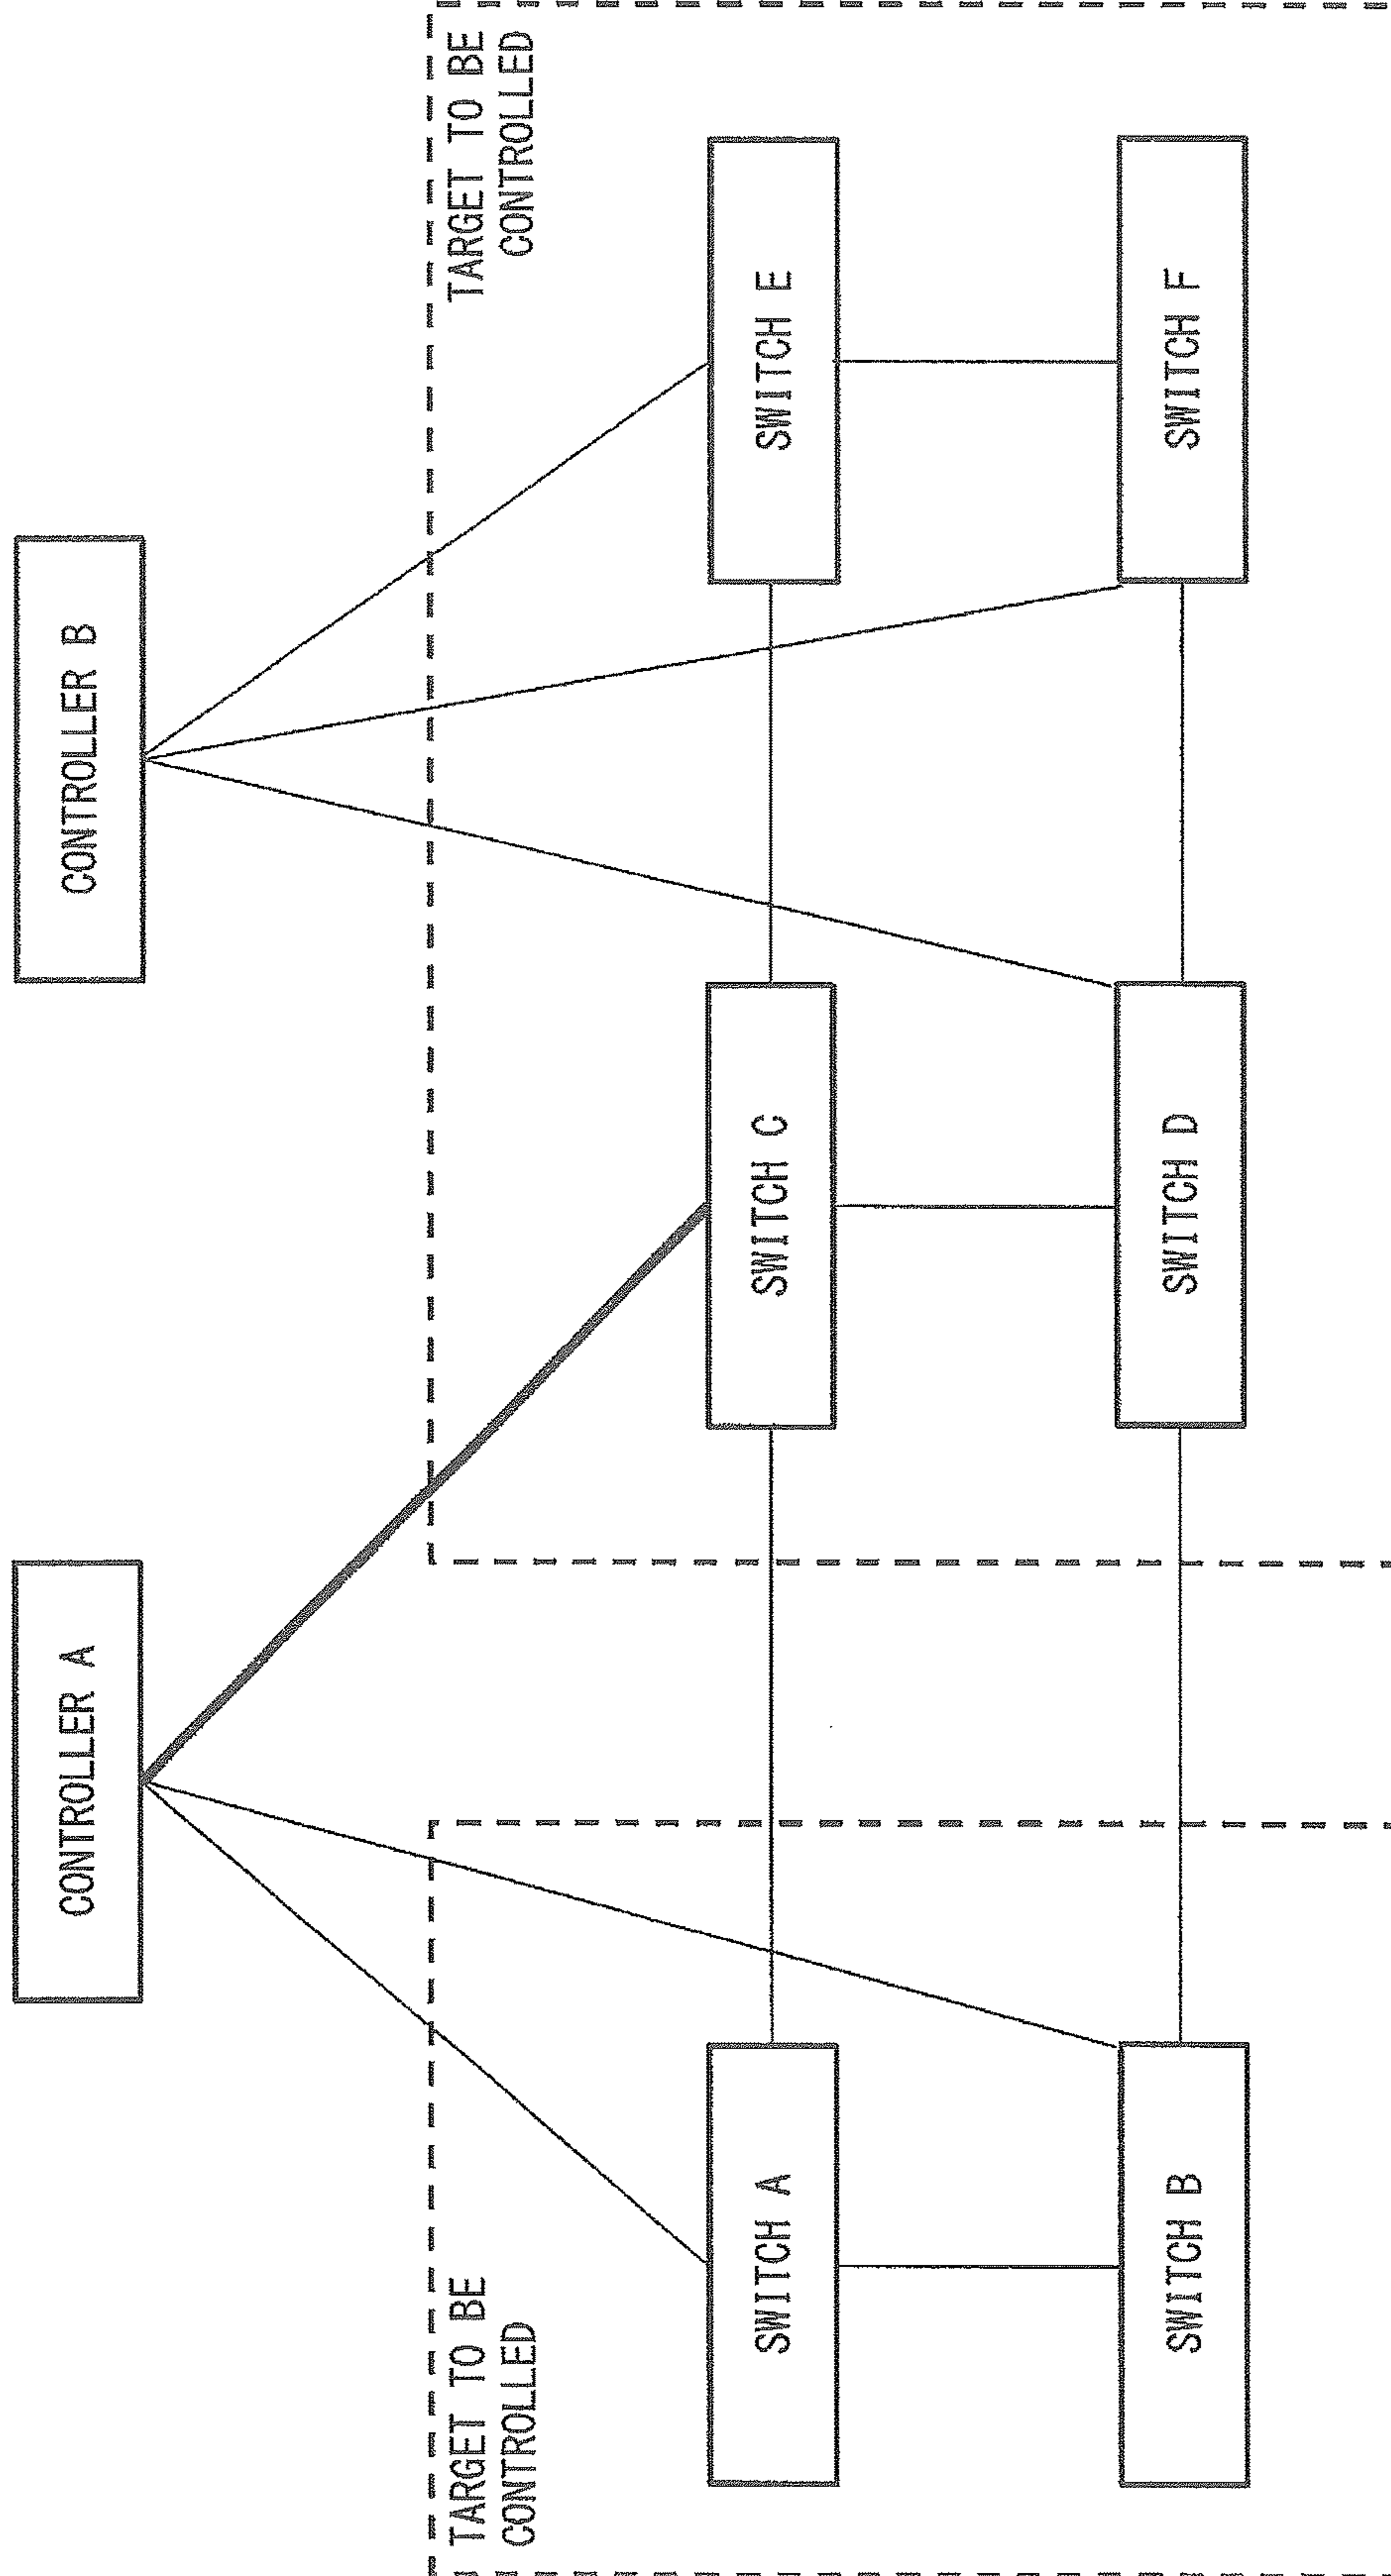 CONTROLLER A
CONTROLLER B
TARGET TO BE
CONTROLLED
TARGET TO BE
CONTROLLED
SWITCH A
SWITCH C
SWITCH E
SWITCH B
SWITCH D
SWITCH F